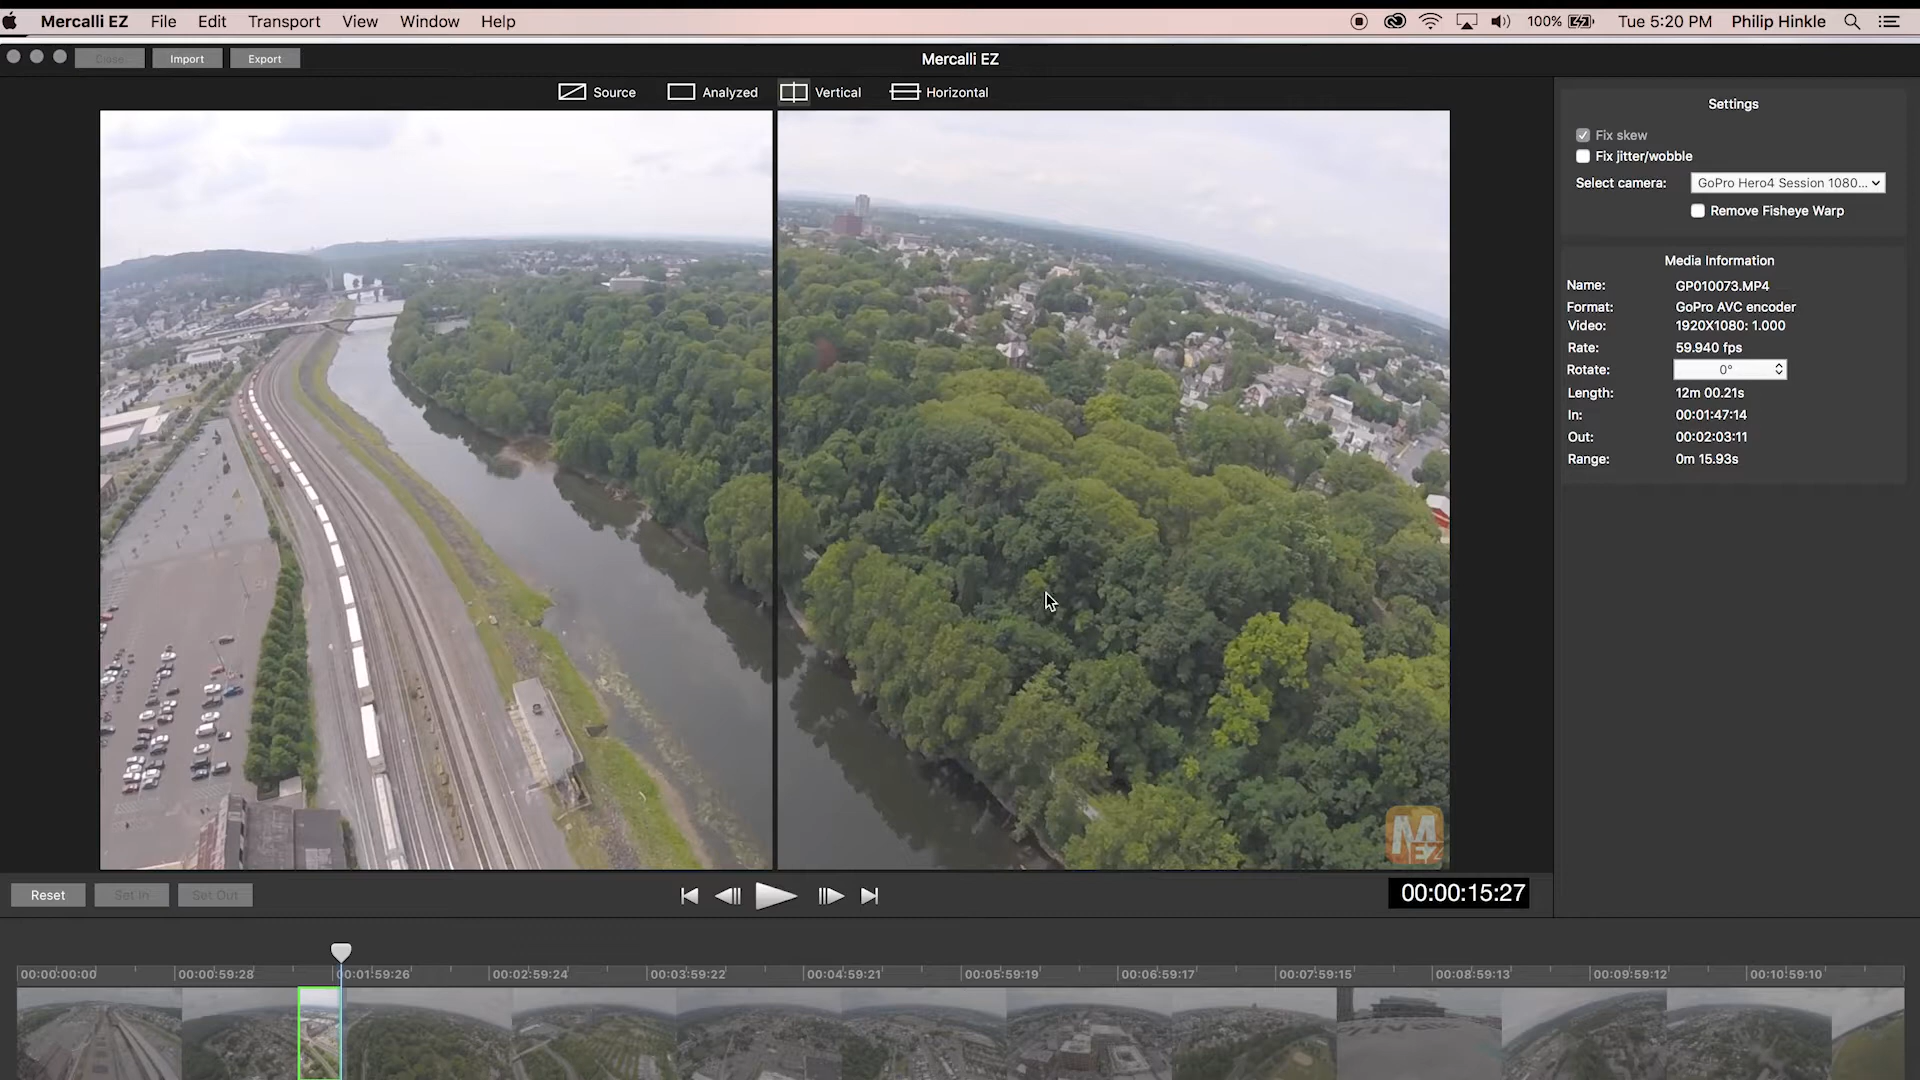 Mercalli EZ File Edit Transport View Window Help 100% Tue 5:20 PM Philip Hinkle
Close Import Export Mercalli EZ
Source Analyzed Vertical Horizontal
Settings
Fix skew
Fix jitter/wobble
Select camera: GoPro Hero4 Session 1080...
Remove Fisheye Warp
Media Information
Name: GP010073.MP4
Format: GoPro AVC encoder
Video: 1920X1080: 1.000
Rate: 59.940 fps
Rotate: 0°
Length: 12m 00.21s
In: 00:01:47:14
Out: 00:02:03:11
Range: 0m 15.93s
M
EZ
Reset Set In Set Out 00:00:15:27
00:00:00:00 00:00:59:28 00:01:59:26 00:02:59:24 00:03:59:22 00:04:59:21 00:05:59:19 00:06:59:17 00:07:59:15 00:08:59:13 00:09:59:12 00:10:59:10